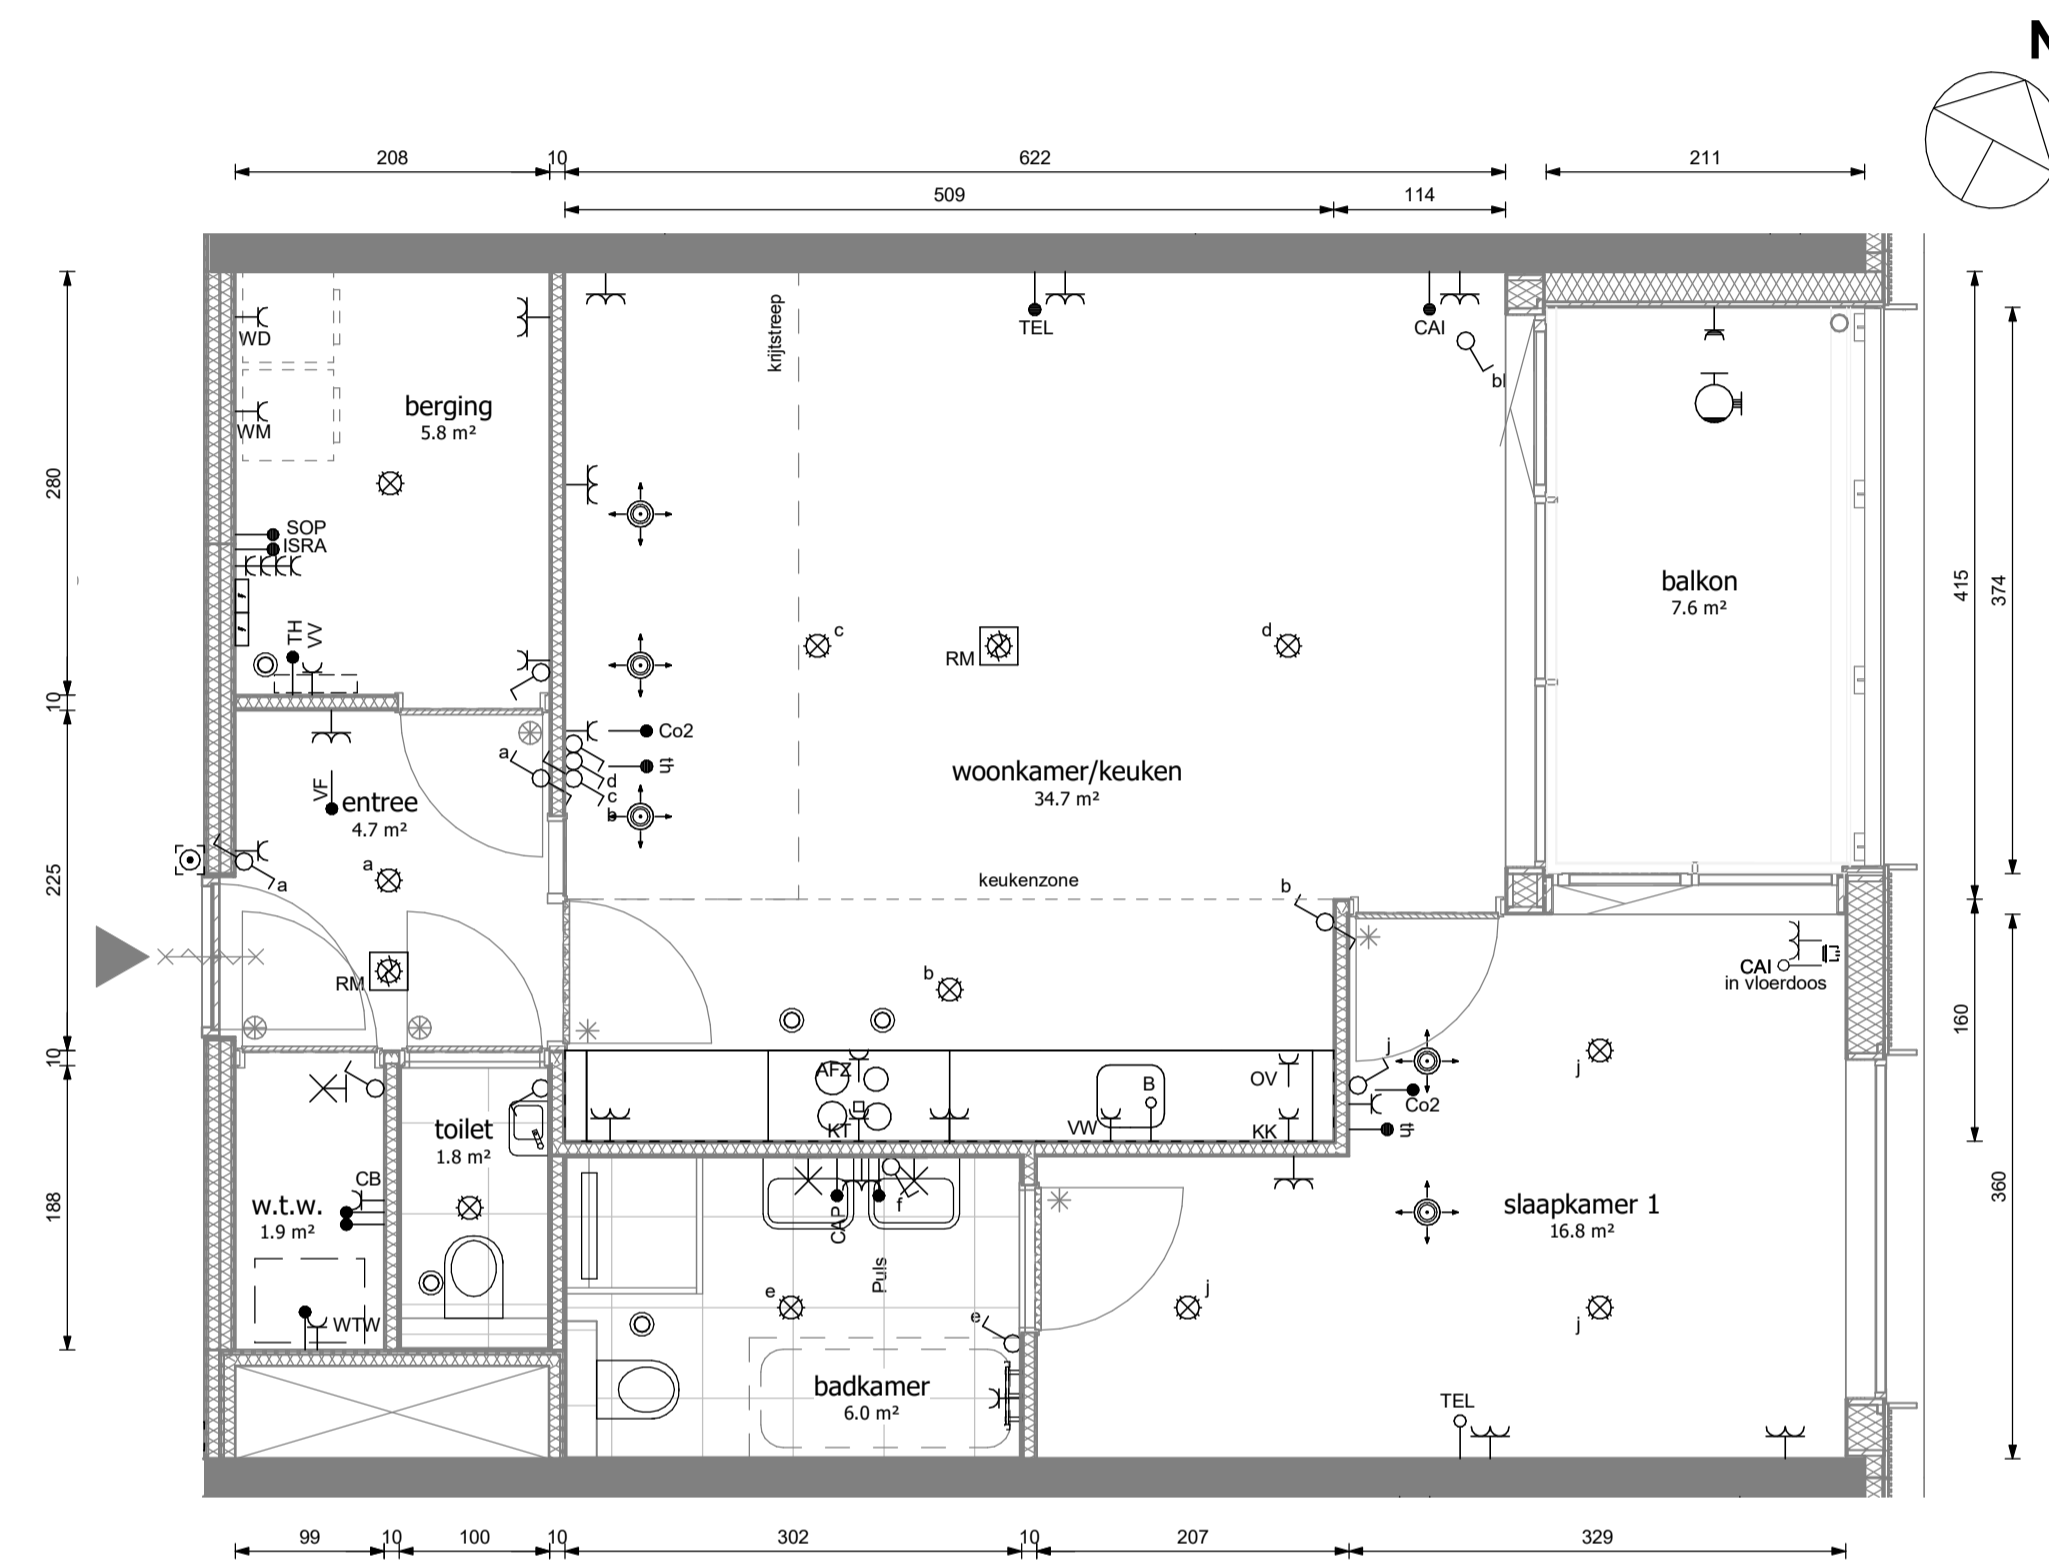 N
208
10
622
211
509
114
krijtstreep
TEL
CAI
bl
WD
WM
berging
5.8 m²
280
SOP
ISRA
TH
VV
c
RM
d
balkon
7.6 m²
415
374
10
a
Co2
th
d
c
b
woonkamer/keuken
34.7 m²
VF
entree
4.7 m²
a
a
225
keukenzone
b
RM
b
CAI
in vloerdoos
160
10
AFZ
B
OV
j
Co2
th
j
KT
VW
KK
toilet
1.8 m²
CB
w.t.w.
1.9 m²
188
CAP
f
Puls
slaapkamer 1
16.8 m²
360
WTW
e
e
j
j
badkamer
6.0 m²
TEL
99
10
100
10
302
10
207
329